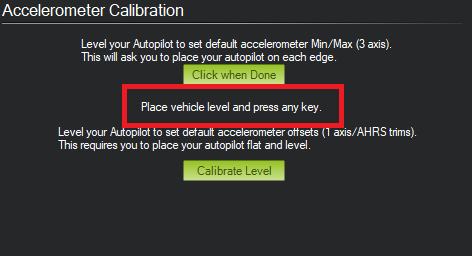 Accelerometer Calibration
Level your Autopilot to set default accelerometer Min/Max (3 axis).
This will ask you to place your autopilot on each edge.
Click when Done
Place vehicle level and press any key.
Level your Autopilot to set default accelerometer offsets (1 axis/AHRS trims).
This requires you to place your autopilot flat and level.
Calibrate Level